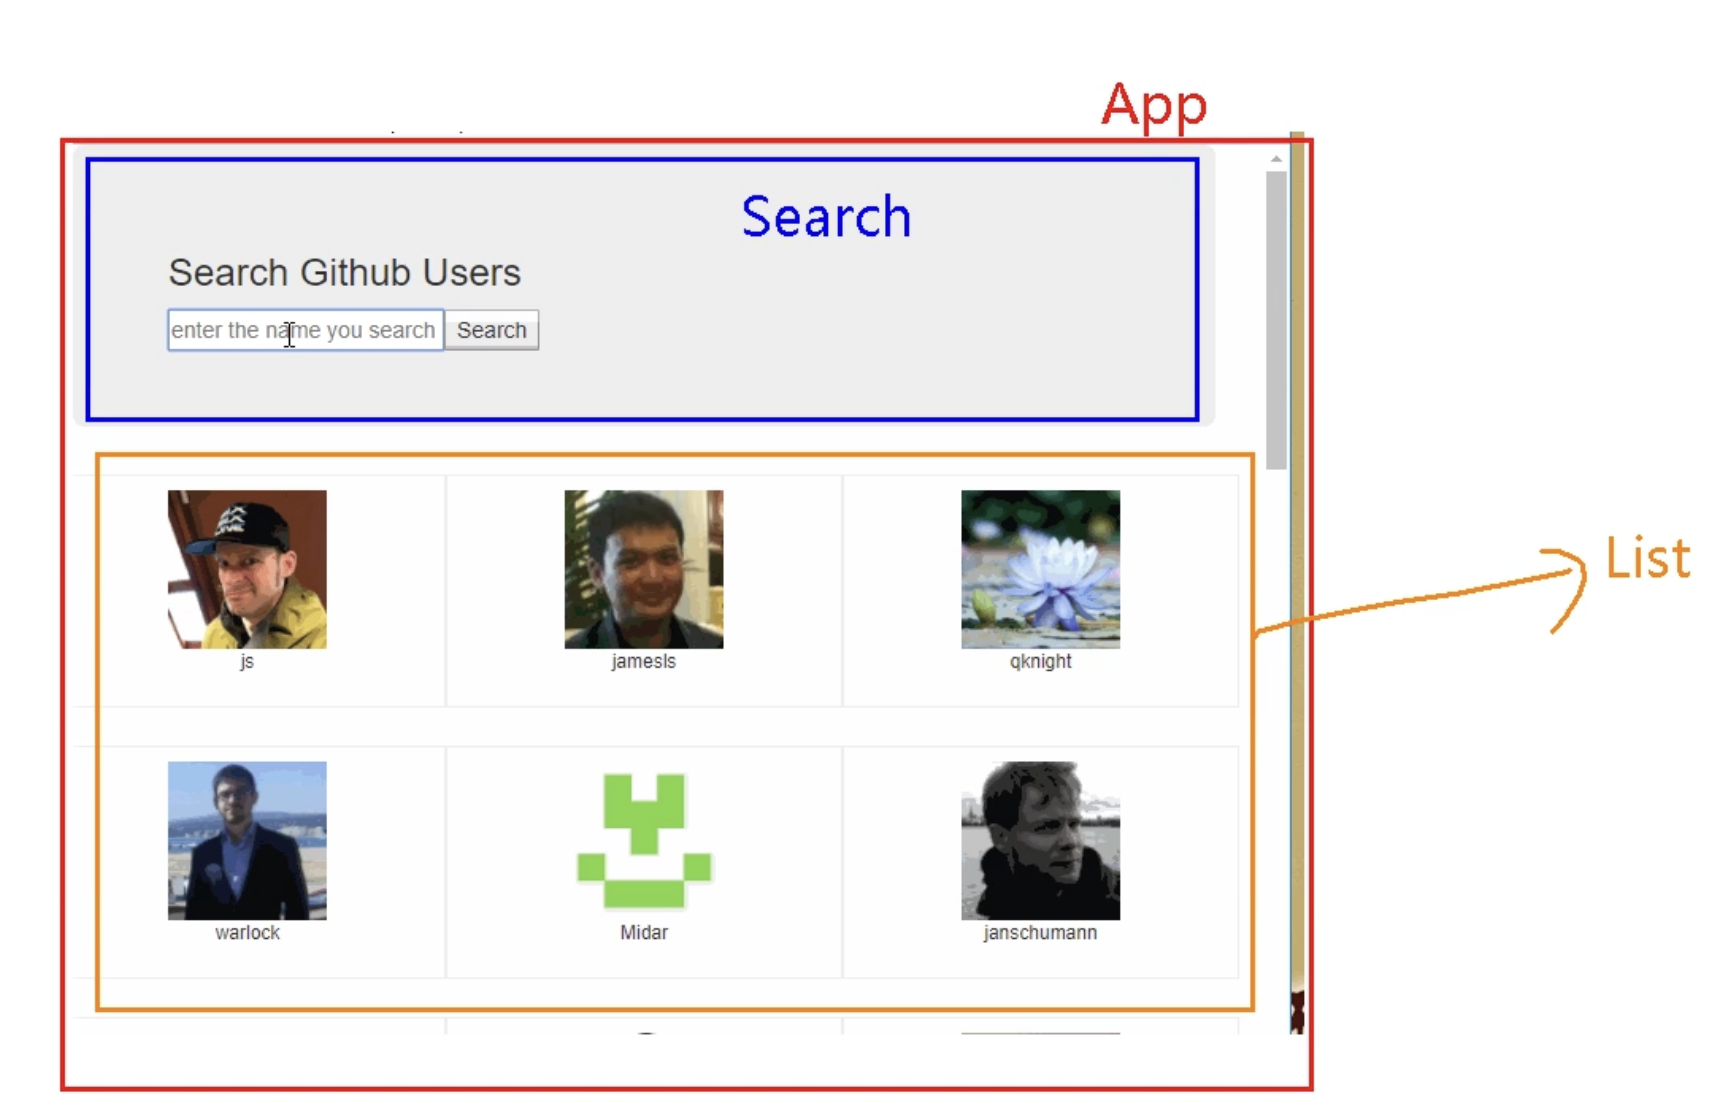 App
Search
Search Github Users
enter the name you search Search
js jamesls qknight
List
warlock Midar janschumann